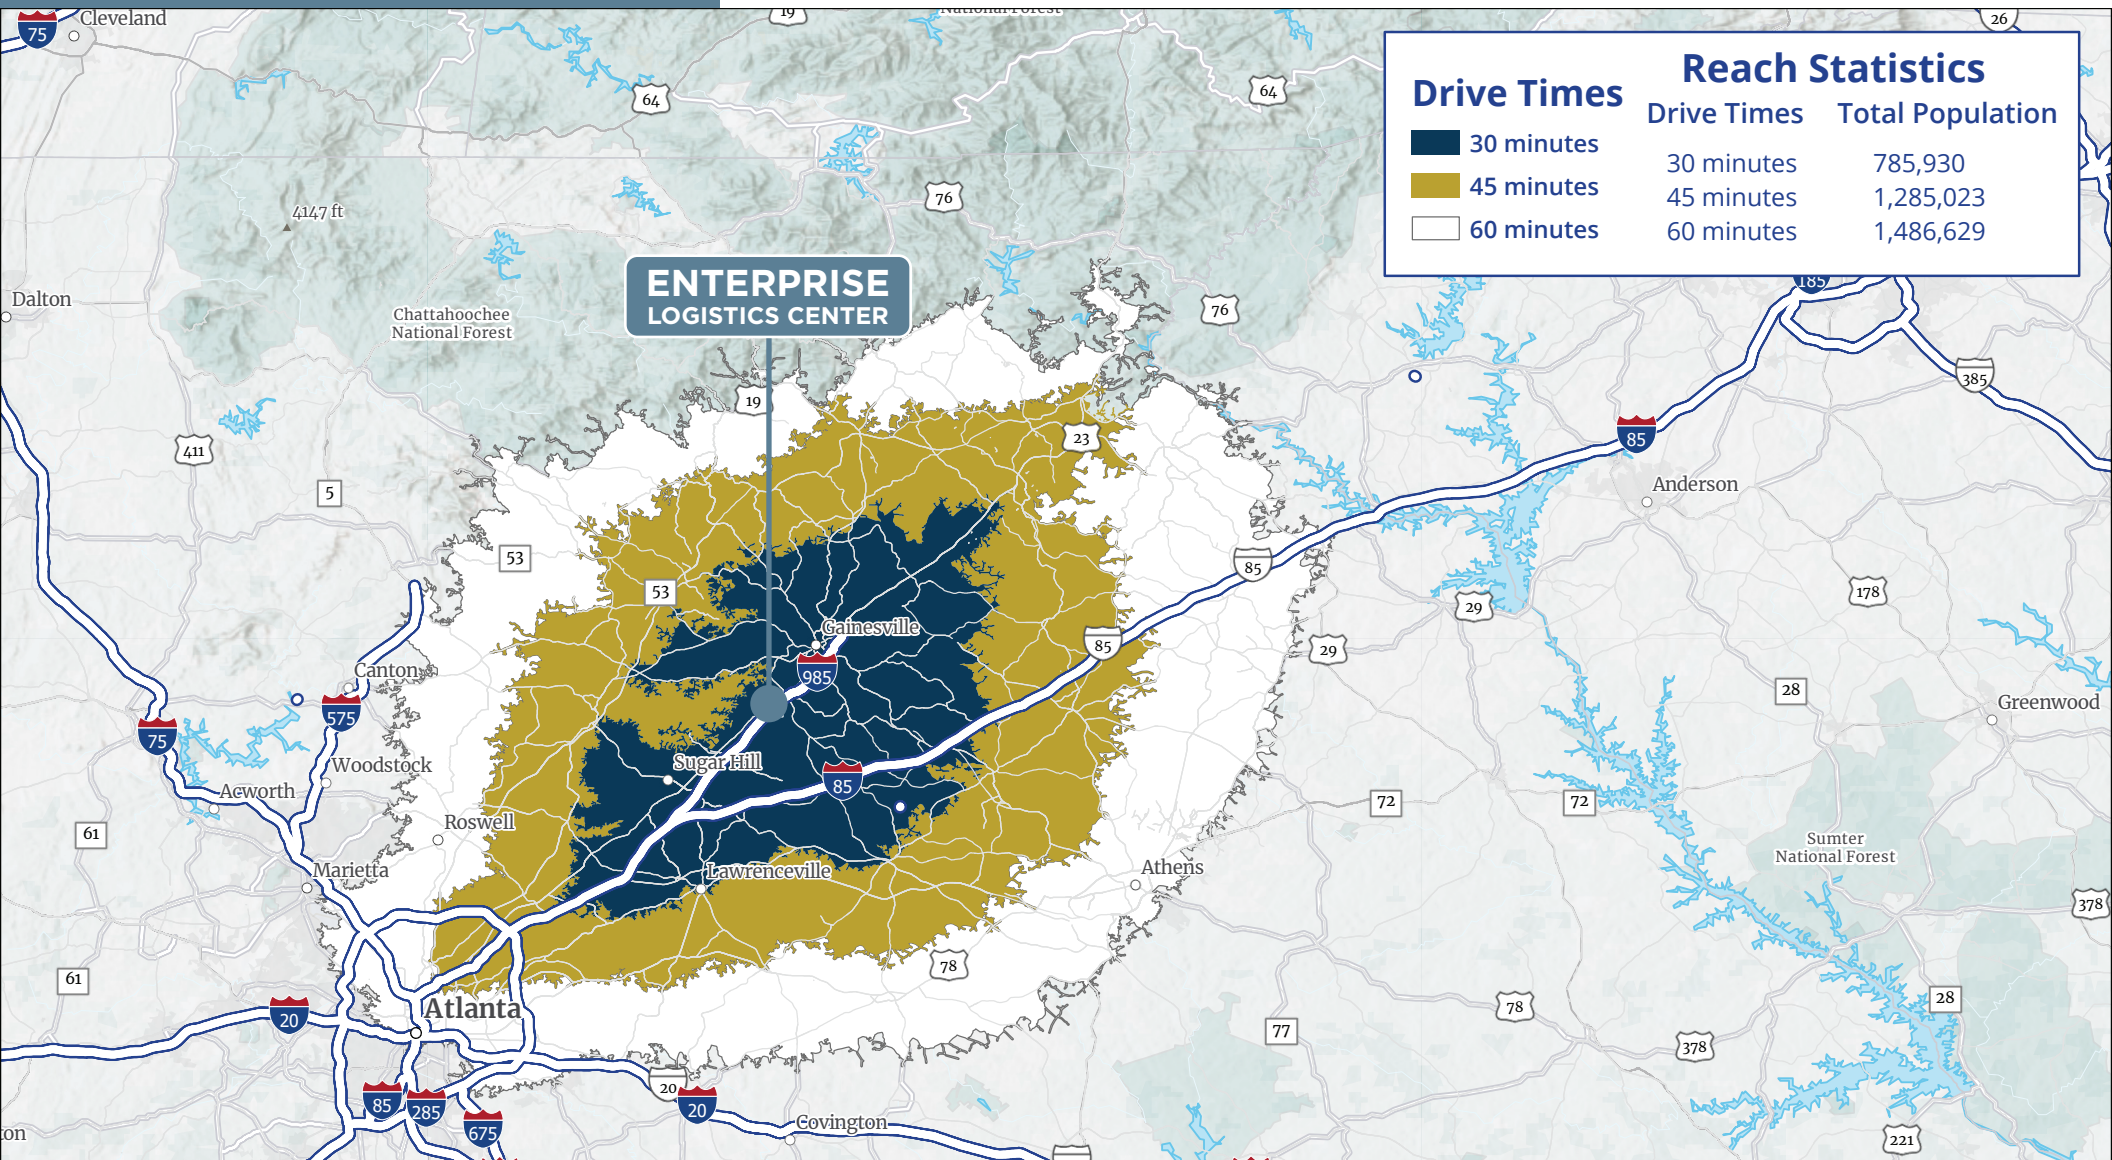 Cleveland
75
19
National Forest
26
64
64
Drive Times
30 minutes
45 minutes
60 minutes
Reach Statistics
Drive Times Total Population
30 minutes 785,930
45 minutes 1,285,023
60 minutes 1,486,629
76
4147 ft
185
ENTERPRISE
LOGISTICS CENTER
Dalton
Chattahoochee
National Forest
76
385
19
23
85
411
5
Anderson
53
53
85
178
29
Gainesville
85
29
Canton
985
28
Greenwood
575
75
Woodstock
Sugar Hill
85
Acworth
72
72
Roswell
61
Sumter
National Forest
Marietta
Lawrenceville
Athens
378
78
61
28
Atlanta
78
20
77
378
20
85
285
20
675
Covington
ton
221